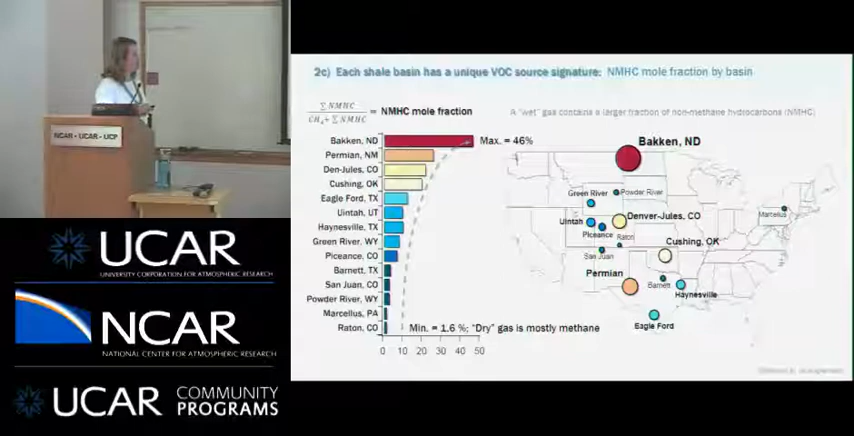 NCAR - UCAR - UCP
UCAR
UNIVERSITY CORPORATION FOR ATMOSPHERIC RESEARCH
NCAR
NATIONAL CENTER FOR ATMOSPHERIC RESEARCH
UCAR COMMUNITY PROGRAMS
2c) Each shale basin has a unique VOC source signature: NMHC mole fraction by basin
∑ NMHC
CH₄ + ∑ NMHC
= NMHC mole fraction
A "wet" gas contains a larger fraction of non-methane hydrocarbons (NMHC)
Bakken, ND
Permian, NM
Den-Jules, CO
Cushing, OK
Eagle Ford, TX
Uintah, UT
Haynesville, TX
Green River, WY
Piceance, CO
Barnett, TX
San Juan, CO
Powder River, WY
Marcellus, PA
Raton, CO
Max. = 46%
Min. = 1.6 %; "Dry" gas is mostly methane
0 10 20 30 40 50
Bakken, ND
Green River
Powder River
Uintah
Denver-Jules, CO
Piceance
Raton
San Juan
Cushing, OK
Marcellus
Permian
Barnett
Haynesville
Eagle Ford